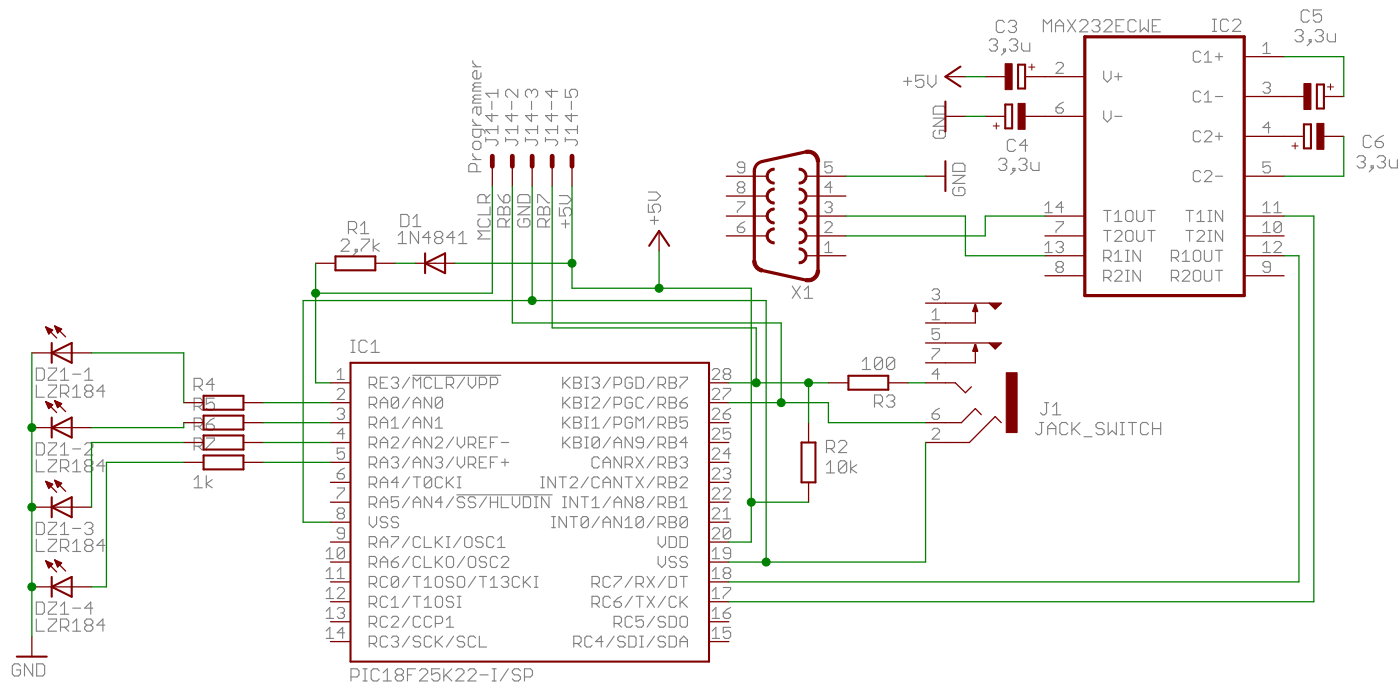 MAX232ECWE
IC2
C3
3,3u
C5
3,3u
+5V
2
V+
C1+
1
C1-
3
GND
6
V-
C2+
4
C4
3,3u
C6
3,3u
C2-
5
14
T1OUT
T1IN
11
7
T2OUT
T2IN
10
13
R1IN
R1OUT
12
8
R2IN
R2OUT
9
Programmer
J14-1
J14-2
J14-3
J14-4
J14-5
MCLR
RB6
GND
RB7
+5V
+5V
9
8
7
6
5
4
3
2
1
GND
X1
R1
2,7k
D1
1N4841
3
1
5
7
4
6
2
J1
JACK_SWITCH
100
R3
R2
10k
DZ1-1
LZR184
DZ1-2
LZR184
DZ1-3
LZR184
DZ1-4
LZR184
GND
R4
R5
R6
R7
1k
IC1
1
RE3/MCLR/VPP
KBI3/PGD/RB7
28
2
RA0/AN0
KBI2/PGC/RB6
27
3
RA1/AN1
KBI1/PGM/RB5
26
4
RA2/AN2/VREF-
KBI0/AN9/RB4
25
5
RA3/AN3/VREF+
CANRX/RB3
24
6
RA4/T0CKI
INT2/CANTX/RB2
23
7
RA5/AN4/SS/HLVDIN
INT1/AN8/RB1
22
8
VSS
INT0/AN10/RB0
21
9
RA7/CLKI/OSC1
VDD
20
10
RA6/CLKO/OSC2
VSS
19
11
RC0/T1OSO/T13CKI
RC7/RX/DT
18
12
RC1/T1OSI
RC6/TX/CK
17
13
RC2/CCP1
RC5/SDO
16
14
RC3/SCK/SCL
RC4/SDI/SDA
15
PIC18F25K22-I/SP